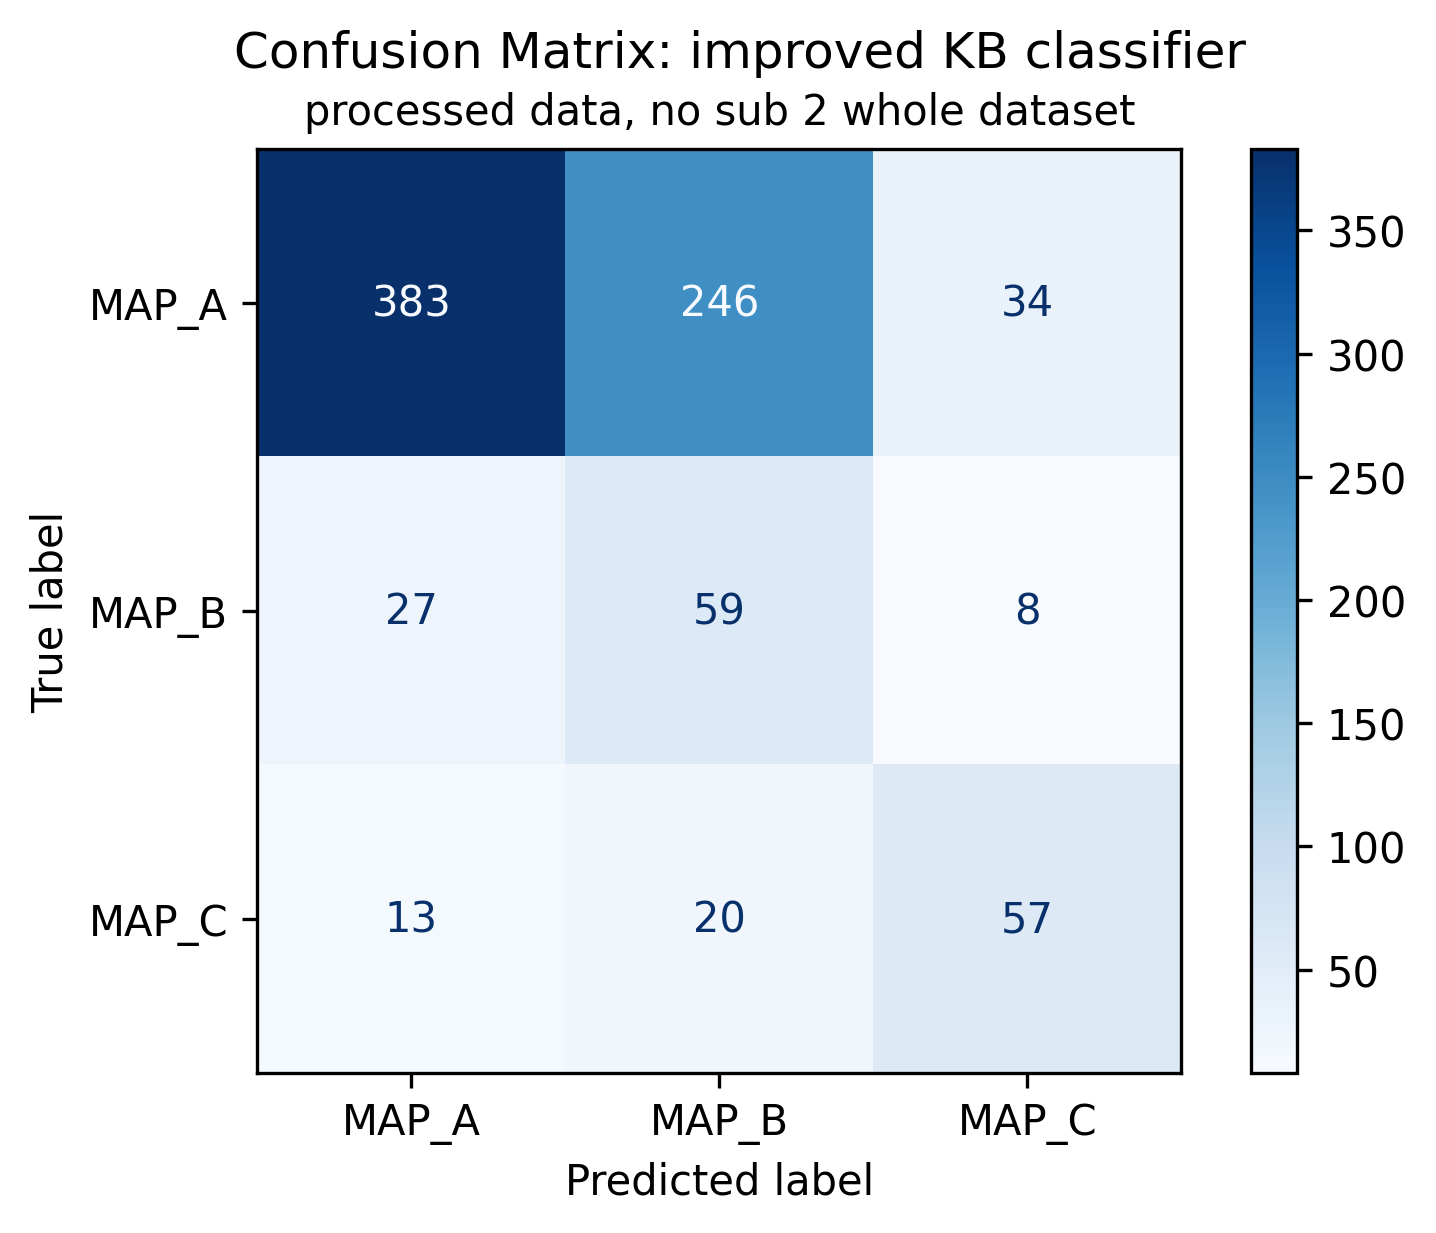 Confusion Matrix: improved KB classifier
processed data, no sub 2 whole dataset
True label
MAP_A
383
246
34
MAP_B
27
59
8
MAP_C
13
20
57
MAP_A
MAP_B
MAP_C
Predicted label
350
300
250
200
150
100
50